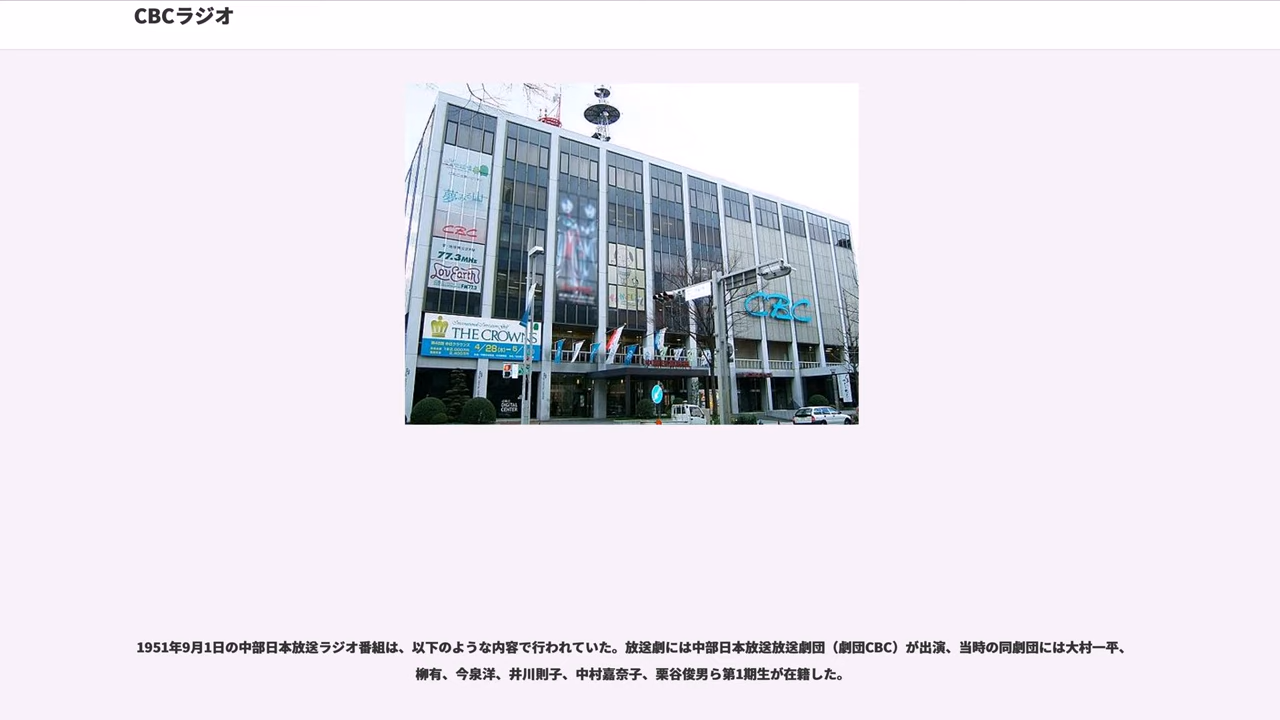 CBCラジオ
CBC
77.3MHz
LovEarth
FM773
THE CROWNS
CBC
DIGITAL
CENTER
1951年9月1日の中部日本放送ラジオ番組は、以下のような内容で行われていた。放送劇には中部日本放送放送劇団（劇団CBC）が出演、当時の同劇団には大村一平、
柳有、今泉洋、井川則子、中村嘉奈子、栗谷俊男ら第1期生が在籍した。